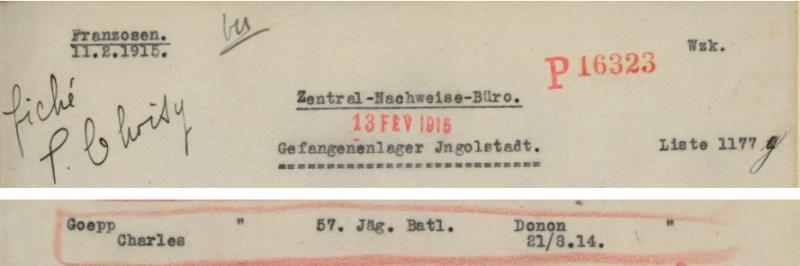 Franzosen.
11.2.1915.
P 16323
Wzk.
fiché
Zentral-Nachweise-Büro.
13 FEV 1915
Gefangenenlager Jngolstadt.
Liste 1177 g
Goepp " 57. Jäg. Batl. Donon "
Charles 21/8.14.